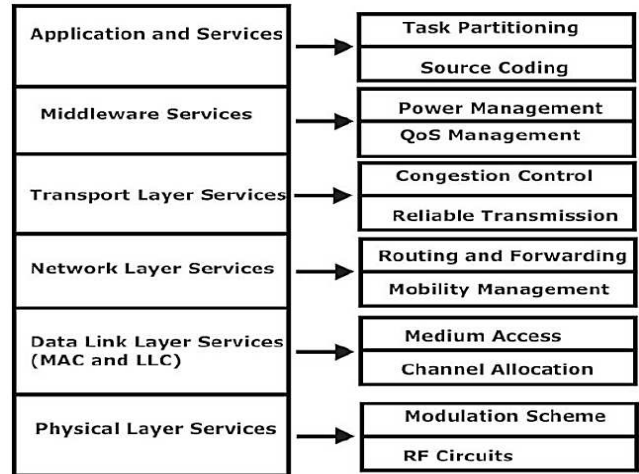 Application and Services
Task Partitioning
Source Coding
Middleware Services
Power Management
QoS Management
Transport Layer Services
Congestion Control
Reliable Transmission
Network Layer Services
Routing and Forwarding
Mobility Management
Data Link Layer Services
(MAC and LLC)
Medium Access
Channel Allocation
Physical Layer Services
Modulation Scheme
RF Circuits